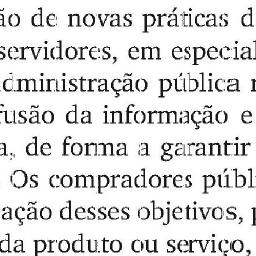 ão de novas práticas d
servidores, em especial
dministração pública
fusão da informação e
a, de forma a garantir
Os compradores públi
ação desses objetivos,
da produto ou serviço,